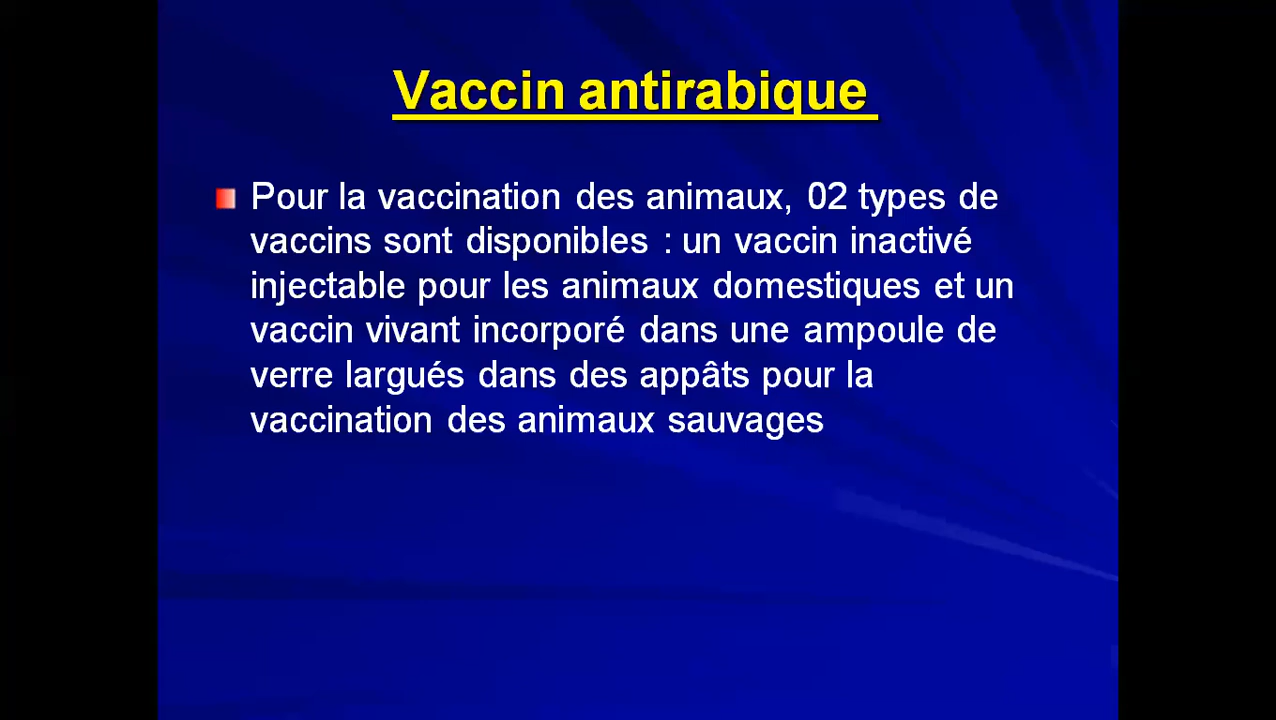 Vaccin antirabique
Pour la vaccination des animaux, 02 types de
vaccins sont disponibles : un vaccin inactivé
injectable pour les animaux domestiques et un
vaccin vivant incorporé dans une ampoule de
verre largués dans des appâts pour la
vaccination des animaux sauvages